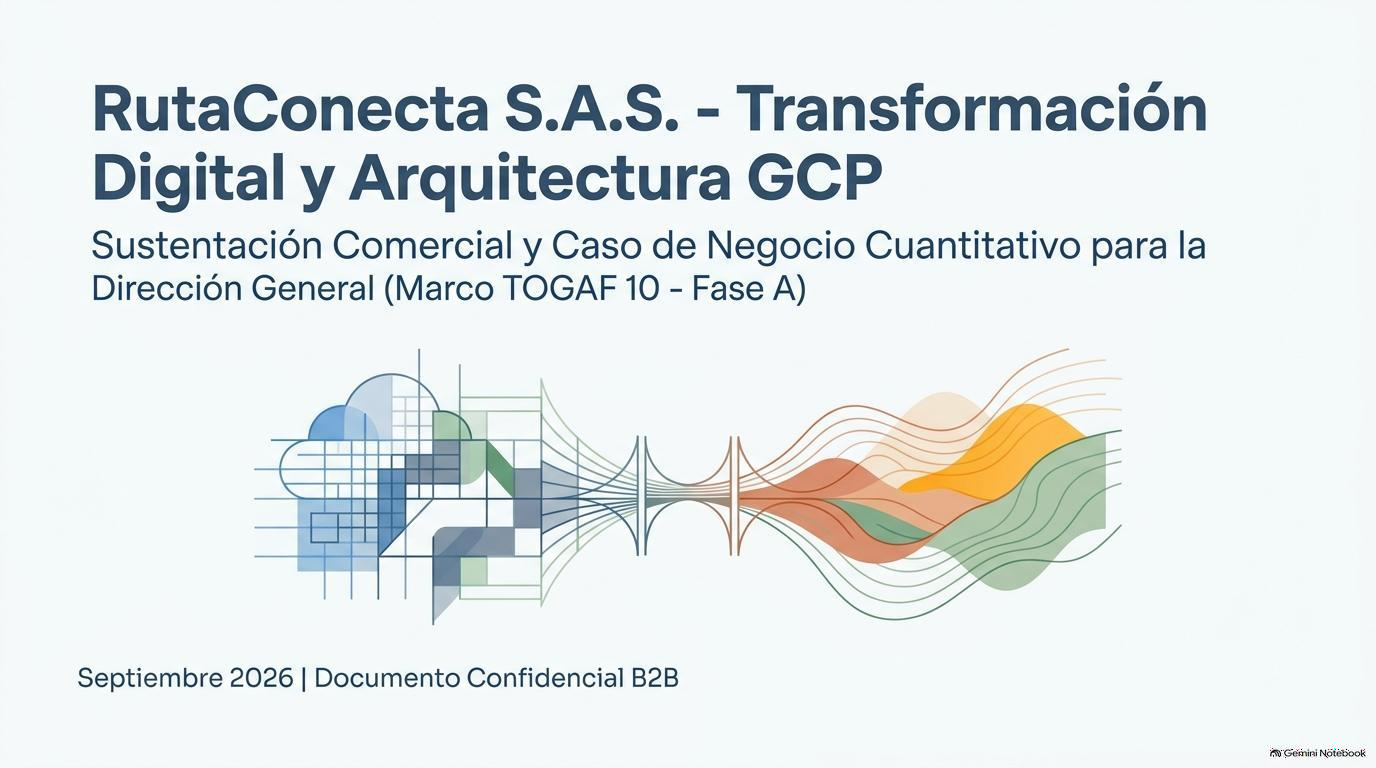 RutaConecta S.A.S. - Transformación
Digital y Arquitectura GCP
Sustentación Comercial y Caso de Negocio Cuantitativo para la
Dirección General (Marco TOGAF 10 - Fase A)
Septiembre 2026 | Documento Confidencial B2B
Gemini Notebook